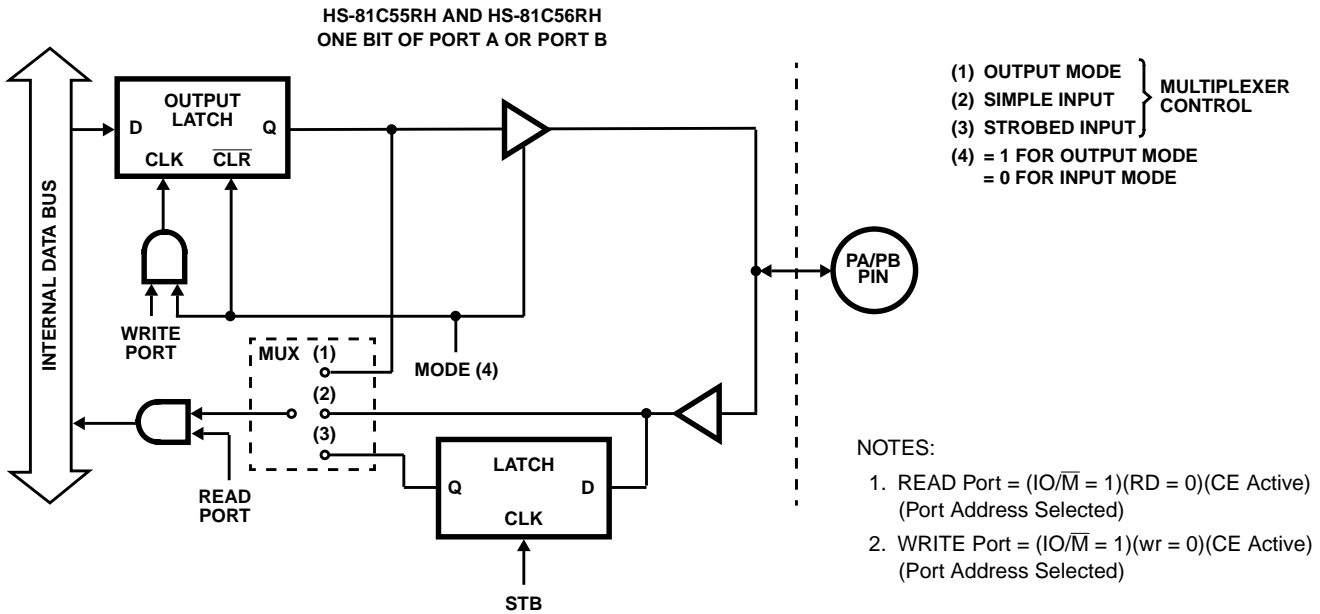 HS-81C55RH AND HS-81C56RH
ONE BIT OF PORT A OR PORT B
INTERNAL DATA BUS
OUTPUT
LATCH
D
Q
CLK
C̅L̅R̅
WRITE
PORT
MODE (4)
MUX
(1)
(2)
(3)
READ
PORT
LATCH
Q
D
CLK
STB
PA/PB
PIN
(1) OUTPUT MODE
(2) SIMPLE INPUT
(3) STROBED INPUT
MULTIPLEXER
CONTROL
(4) = 1 FOR OUTPUT MODE
= 0 FOR INPUT MODE
NOTES:
1. READ Port = (IO/M̅ = 1)(RD = 0)(CE Active)
(Port Address Selected)
2. WRITE Port = (IO/M̅ = 1)(wr = 0)(CE Active)
(Port Address Selected)